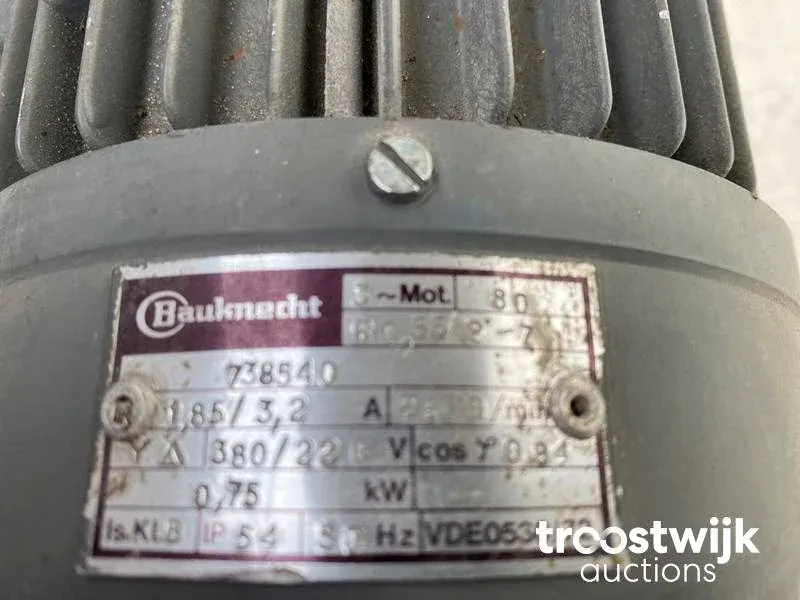 Bauknecht ~Mot. 80
738540
1,85/3,2 A
Y Δ 380/22 V cos φ 0,84
0,75 kW
Is.Kl.B IP 54 Hz VDE053
troostwijk
auctions